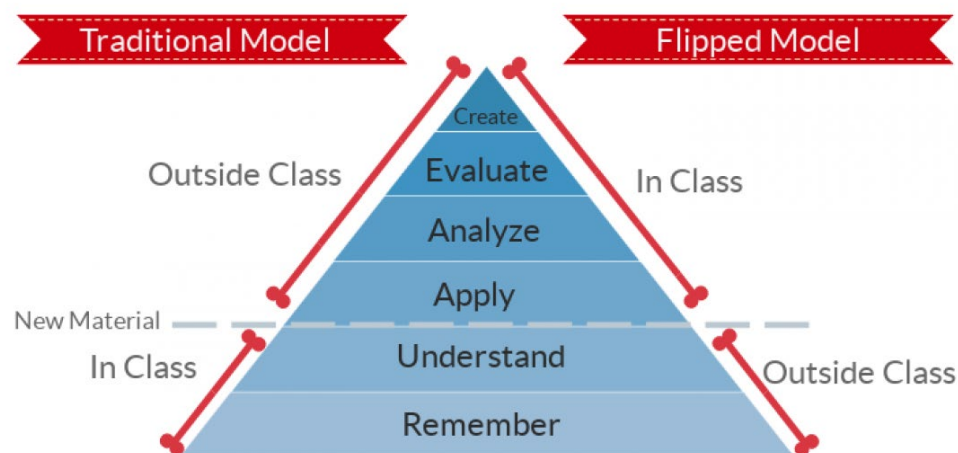 Traditional Model
Flipped Model
Create
Outside Class
Evaluate
In Class
Analyze
Apply
New Material
In Class
Understand
Outside Class
Remember